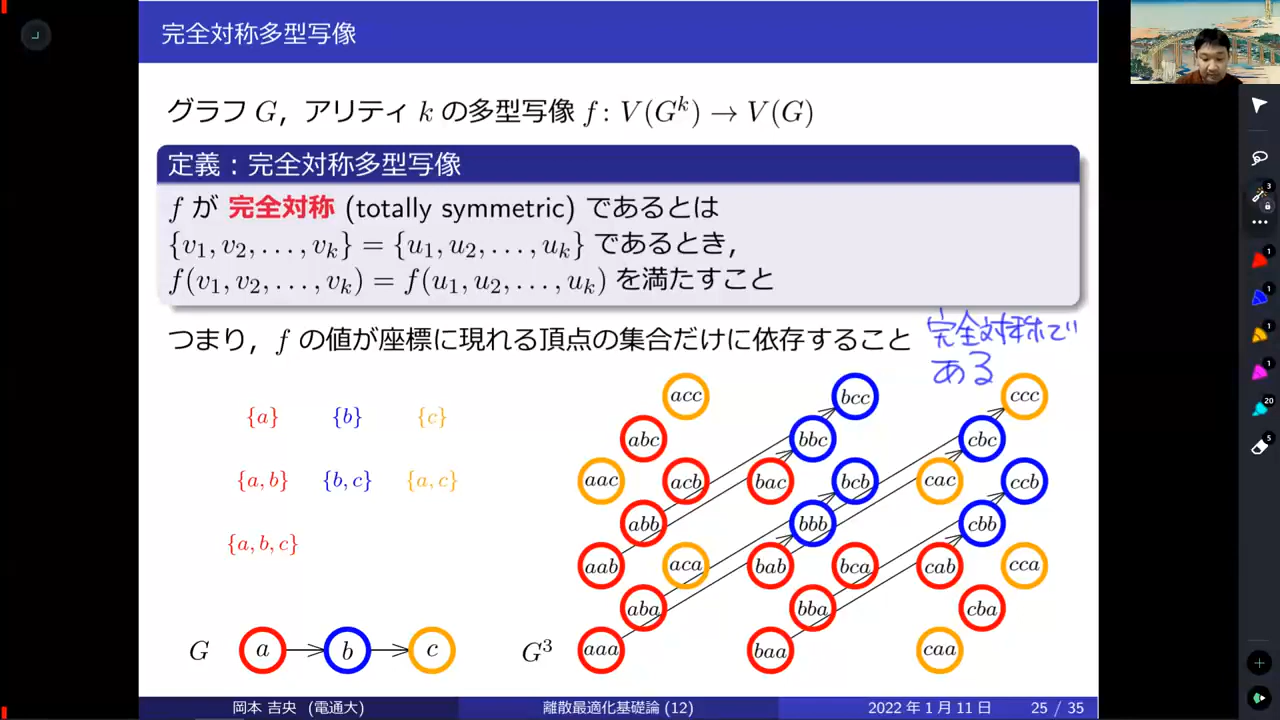 完全対称多型写像
グラフ G, アリティ k の多型写像 f: V(G^k) → V(G)
定義：完全対称多型写像
f が 完全対称 (totally symmetric) であるとは
{v_1, v_2, . . . , v_k} = {u_1, u_2, . . . , u_k} であるとき,
f(v_1, v_2, . . . , v_k) = f(u_1, u_2, . . . , u_k) を満たすこと
つまり, f の値が座標に現れる頂点の集合だけに依存すること
完全対称で
ある
{a} {b} {c}
{a, b} {b, c} {a, c}
{a, b, c}
G a b c
G^3
acc bcc ccc
abc bbc cbc
aac acb bac bcb cac ccb
abb bbb cbb
aab aca bab bca cab cca
aba bba cba
aaa baa caa
岡本 吉央 (電通大) 離散最適化基礎論 (12) 2022 年 1 月 11 日 25 / 35
3
1
1
1
1
20
5